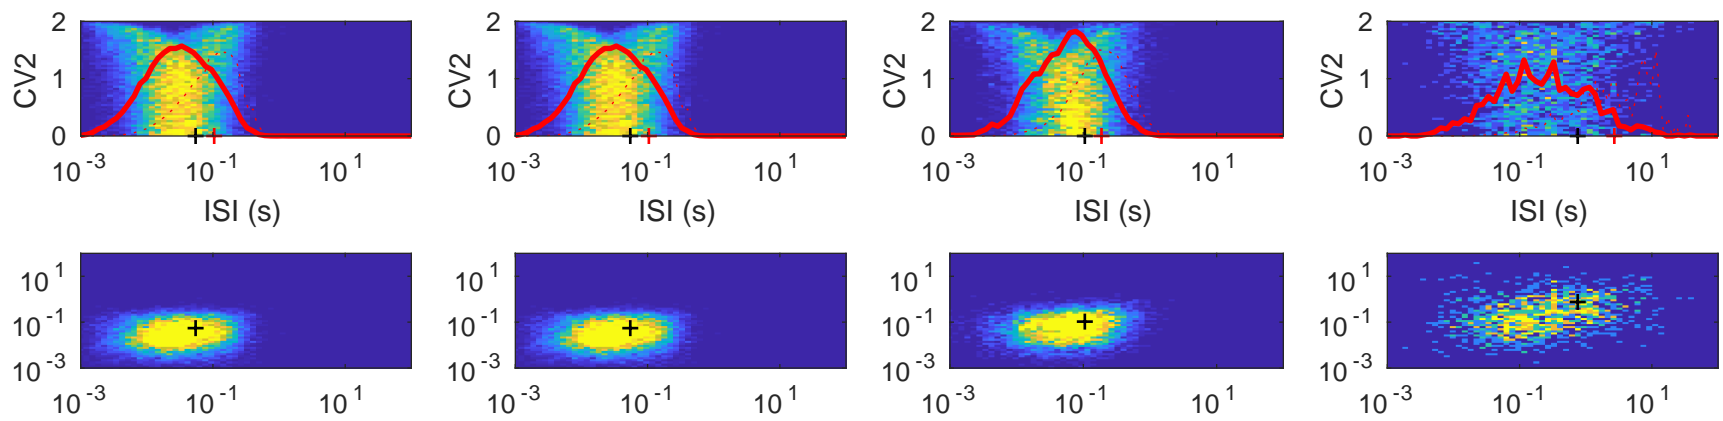 2 2 2 2
CV2 1 CV2 1 CV2 1 CV2 1
0 0 0 0
10^-3 10^-1 10^1 10^-3 10^-1 10^1 10^-3 10^-1 10^1 10^-3 10^-1 10^1
ISI (s) ISI (s) ISI (s) ISI (s)
10^1 10^1 10^1 10^1
10^-1 10^-1 10^-1 10^-1
10^-3 10^-3 10^-3 10^-3
10^-3 10^-1 10^1 10^-3 10^-1 10^1 10^-3 10^-1 10^1 10^-3 10^-1 10^1